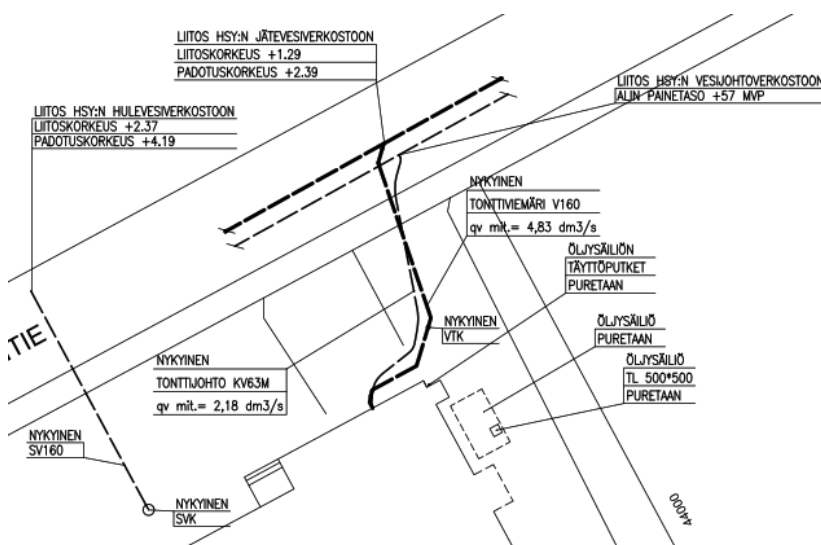 LIITOS HSY:N JÄTEVESIVERKOSTOON
LIITOSKORKEUS +1.29
PADOTUSKORKEUS +2.39
LIITOS HSY:N VESIJOHTOVERKOSTOON
ALIN PAINETASO +57 MVP
LIITOS HSY:N HULEVESIVERKOSTOON
LIITOSKORKEUS +2.37
PADOTUSKORKEUS +4.19
NYKYINEN
TONTTIVIEMÄRI V160
qv mit.= 4,83 dm3/s
ÖLJYSÄILIÖN
TÄYTTÖPUTKET
PURETAAN
NYKYINEN
VTK
ÖLJYSÄILIÖ
PURETAAN
ÖLJYSÄILIÖ
TL 500*500
PURETAAN
TIE
NYKYINEN
TONTTIJOHTO KV63M
qv mit.= 2,18 dm3/s
NYKYINEN
SV160
NYKYINEN
SVK
44000